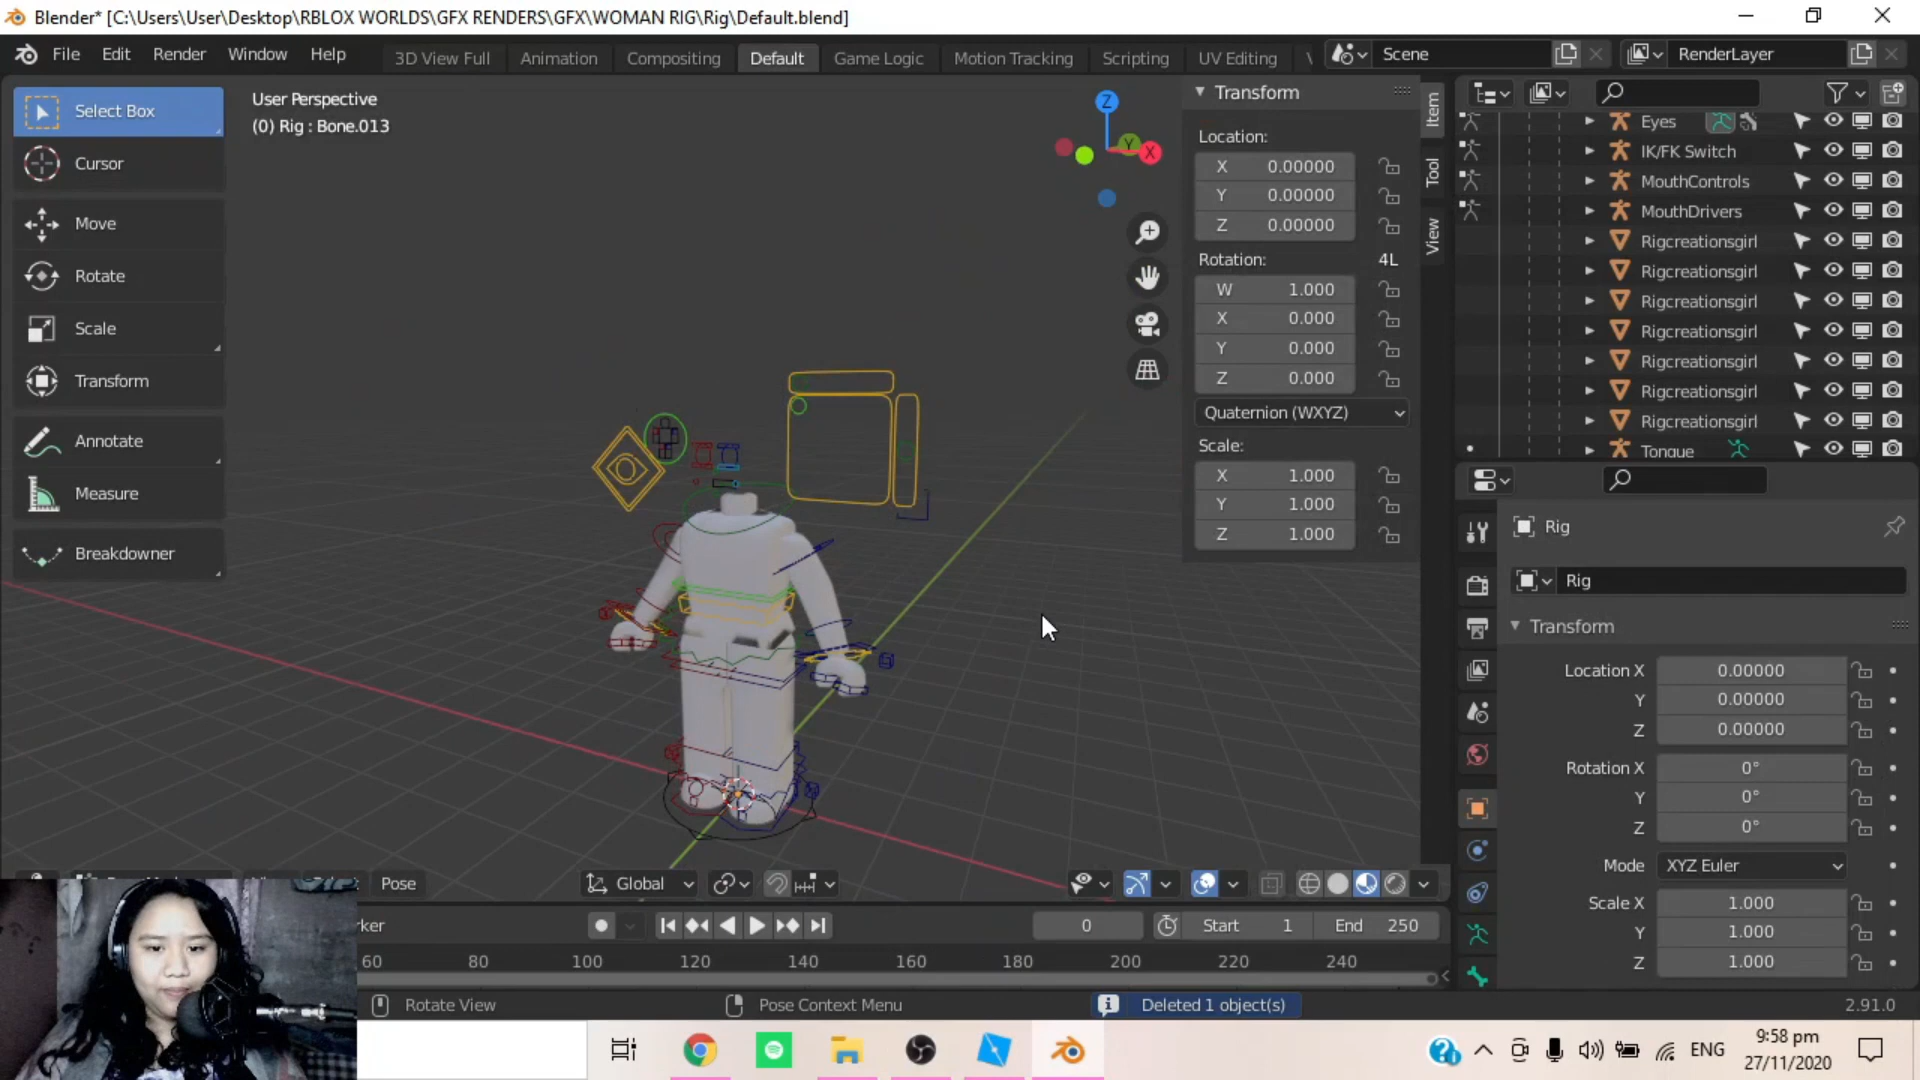 Blender* [C:\Users\User\Desktop\RBLOX WORLDS\GFX RENDERS\GFX\WOMAN RIG\Rig\Default.blend]
File Edit Render Window Help 3D View Full Animation Compositing Default Game Logic Motion Tracking Scripting UV Editing Scene RenderLayer
Select Box
Cursor
Move
Rotate
Scale
Transform
Annotate
Measure
Breakdowner
User Perspective
(0) Rig : Bone.013
Z
Y
X
Transform
Location:
X 0.00000
Y 0.00000
Z 0.00000
Rotation: 4L
W 1.000
X 0.000
Y 0.000
Z 0.000
Quaternion (WXYZ)
Scale:
X 1.000
Y 1.000
Z 1.000
Item
Tool
View
Eyes
IK/FK Switch
MouthControls
MouthDrivers
Rigcreationsgirl
Rigcreationsgirl
Rigcreationsgirl
Rigcreationsgirl
Rigcreationsgirl
Rigcreationsgirl
Rigcreationsgirl
Tongue
Rig
Rig
Transform
Location X 0.00000
Y 0.00000
Z 0.00000
Rotation X 0°
Y 0°
Z 0°
Mode XYZ Euler
Scale X 1.000
Y 1.000
Z 1.000
Pose Global
ker 0 Start 1 End 250
60 80 100 120 140 160 180 200 220 240
Rotate View Pose Context Menu Deleted 1 object(s) 2.91.0
ENG
9:58 pm
27/11/2020